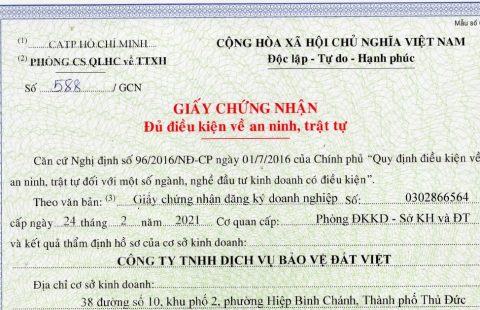 Mẫu số
(1) CATP HỒ CHÍ MINH
CỘNG HÒA XÃ HỘI CHỦ NGHĨA VIỆT NAM
(2) PHÒNG CS QLHC về TTXH
Độc lập - Tự do - Hạnh phúc
Số 588 / GCN
GIẤY CHỨNG NHẬN
Đủ điều kiện về an ninh, trật tự
Căn cứ Nghị định số 96/2016/NĐ-CP ngày 01/7/2016 của Chính phủ “Quy định điều kiện về
an ninh, trật tự đối với một số ngành, nghề đầu tư kinh doanh có điều kiện”.
Theo văn bản: (3) Giấy chứng nhận đăng ký doanh nghiệp Số: 0302866564
cấp ngày 24 tháng 2 năm 2021 Cơ quan cấp: Phòng ĐKKD - Sở KH và ĐT
và kết quả thẩm định hồ sơ của cơ sở kinh doanh:
CÔNG TY TNHH DỊCH VỤ BẢO VỆ ĐẤT VIỆT
Địa chỉ cơ sở kinh doanh:
38 đường số 10, khu phố 2, phường Hiệp Bình Chánh, Thành phố Thủ Đức